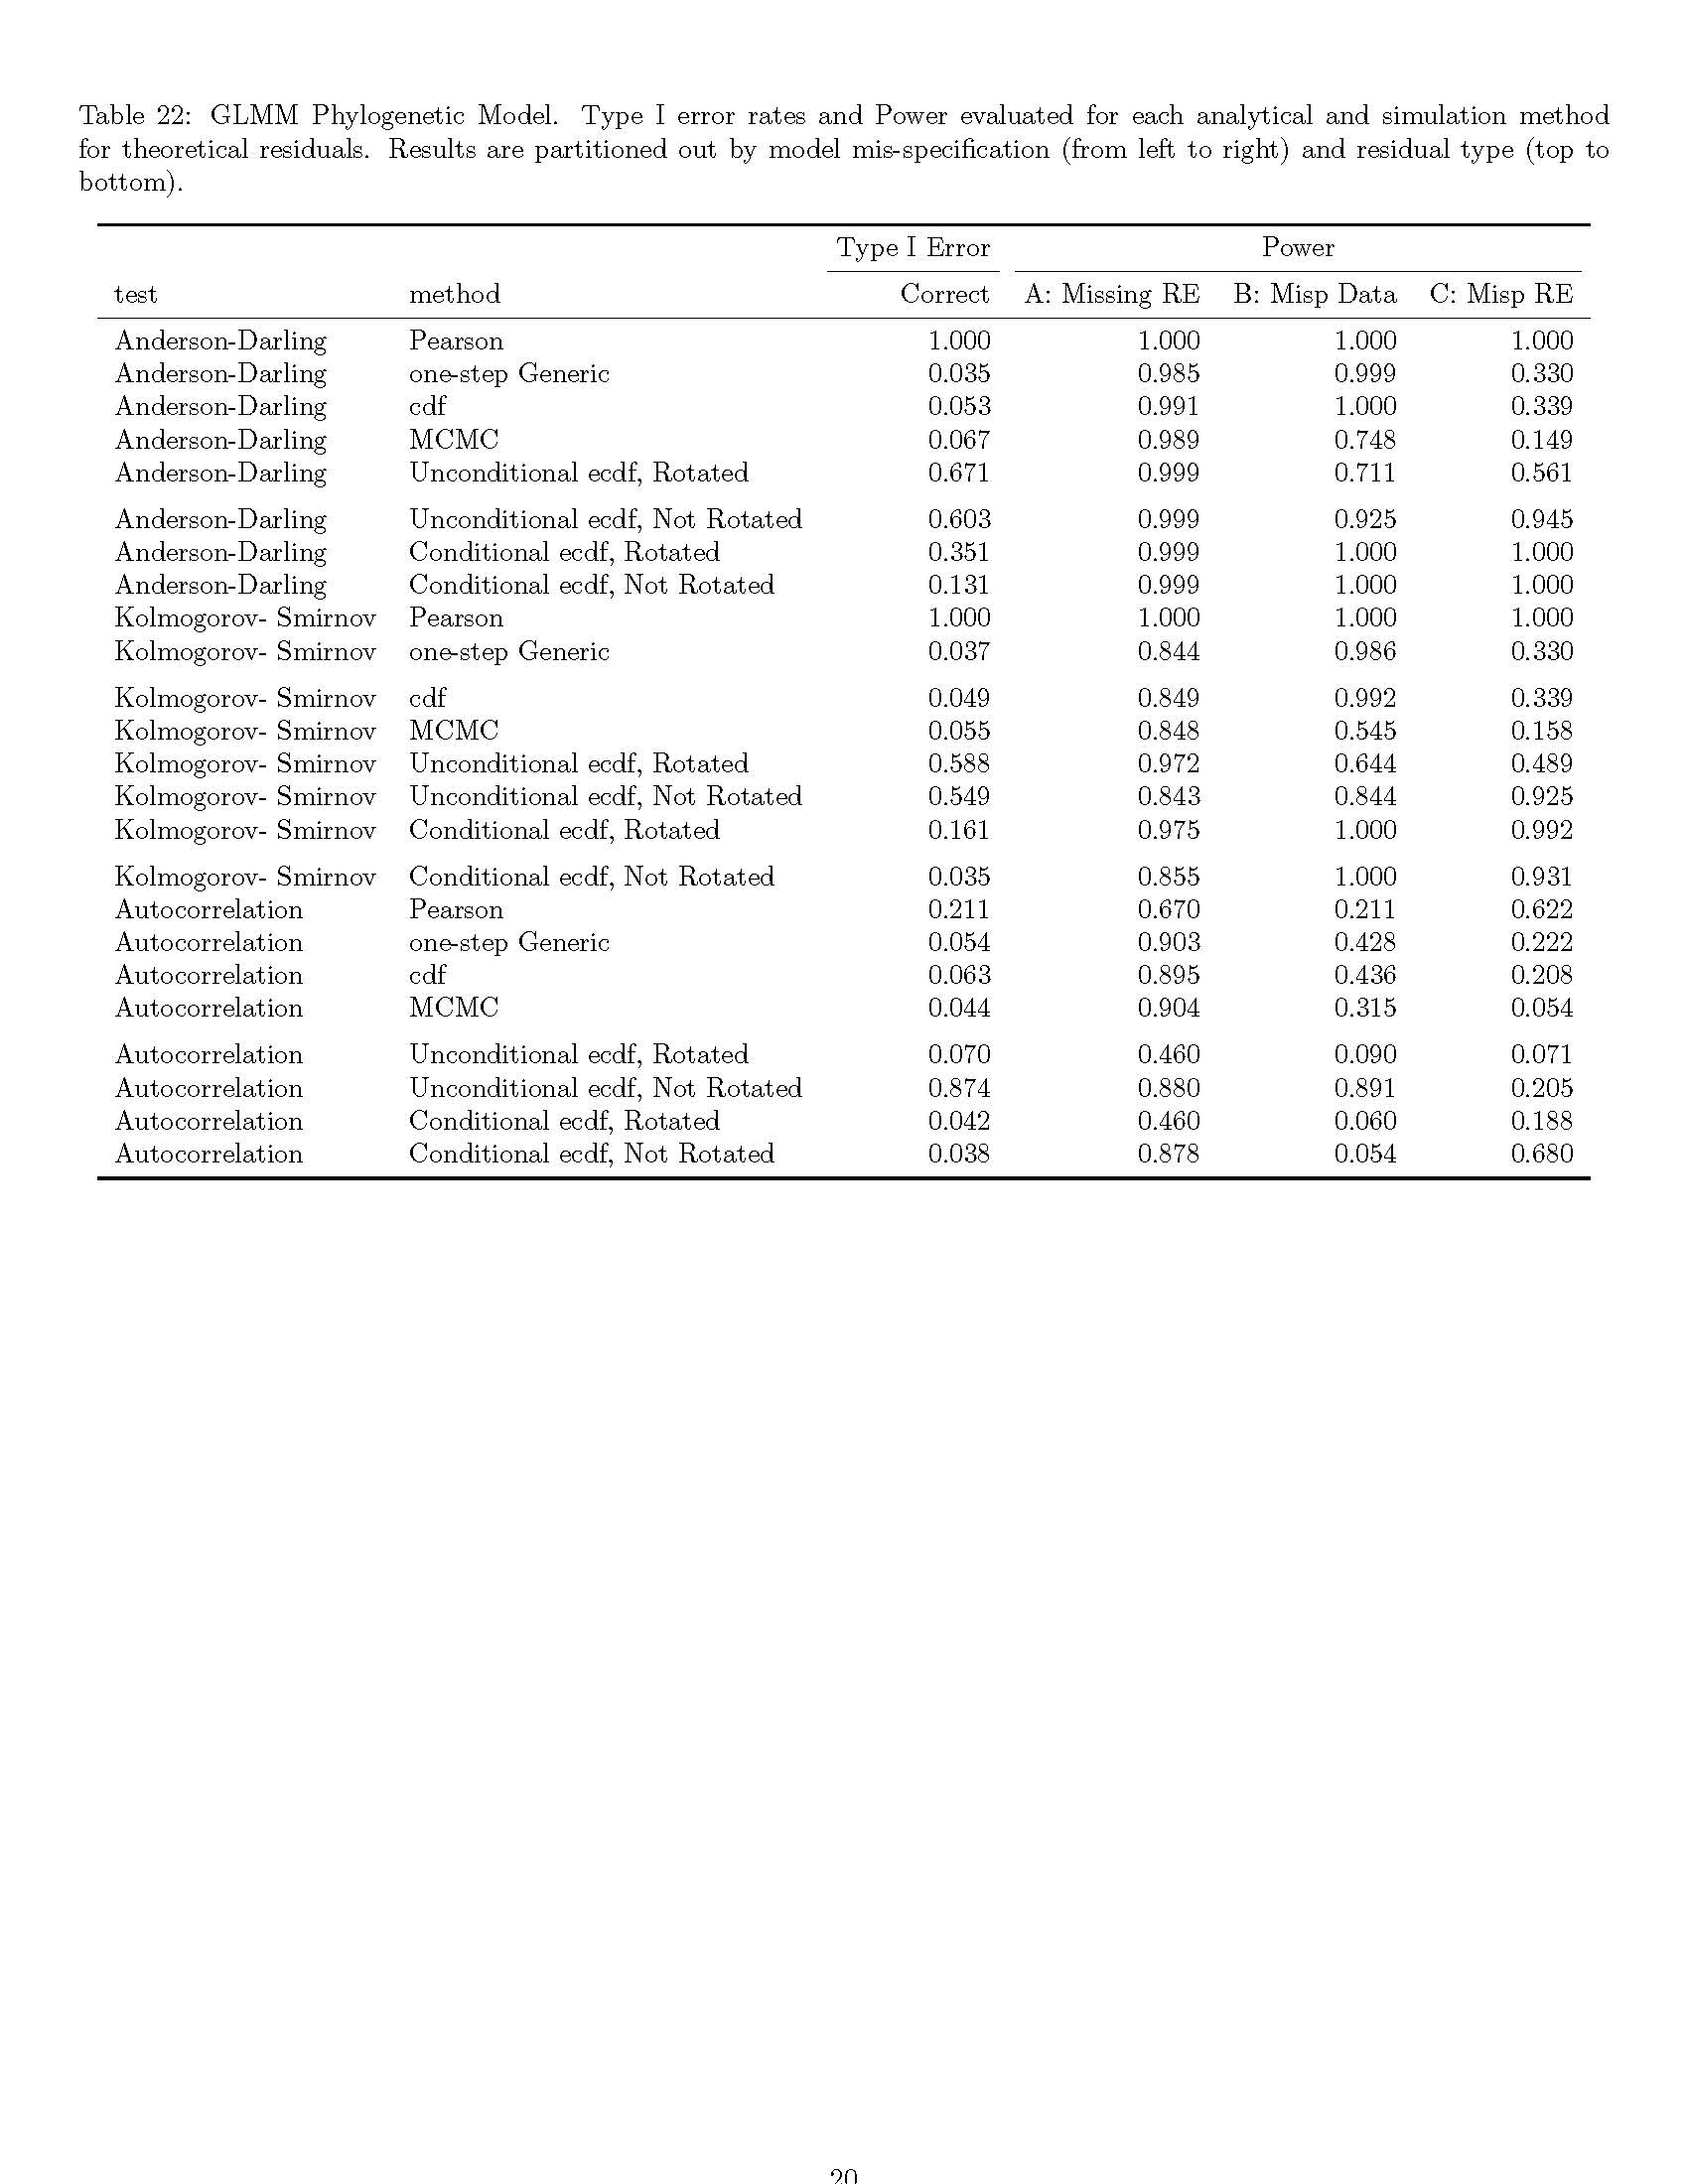 Table 22: GLMM Phylogenetic Model. Type I error rates and Power evaluated for each analytical and simulation method
for theoretical residuals. Results are partitioned out by model mis-specification (from left to right) and residual type (top to
bottom).
Type I Error Power
test method Correct A: Missing RE B: Misp Data C: Misp RE
Anderson-Darling Pearson 1.000 1.000 1.000 1.000
Anderson-Darling one-step Generic 0.035 0.985 0.999 0.330
Anderson-Darling cdf 0.053 0.991 1.000 0.339
Anderson-Darling MCMC 0.067 0.989 0.748 0.149
Anderson-Darling Unconditional ecdf, Rotated 0.671 0.999 0.711 0.561
Anderson-Darling Unconditional ecdf, Not Rotated 0.603 0.999 0.925 0.945
Anderson-Darling Conditional ecdf, Rotated 0.351 0.999 1.000 1.000
Anderson-Darling Conditional ecdf, Not Rotated 0.131 0.999 1.000 1.000
Kolmogorov- Smirnov Pearson 1.000 1.000 1.000 1.000
Kolmogorov- Smirnov one-step Generic 0.037 0.844 0.986 0.330
Kolmogorov- Smirnov cdf 0.049 0.849 0.992 0.339
Kolmogorov- Smirnov MCMC 0.055 0.848 0.545 0.158
Kolmogorov- Smirnov Unconditional ecdf, Rotated 0.588 0.972 0.644 0.489
Kolmogorov- Smirnov Unconditional ecdf, Not Rotated 0.549 0.843 0.844 0.925
Kolmogorov- Smirnov Conditional ecdf, Rotated 0.161 0.975 1.000 0.992
Kolmogorov- Smirnov Conditional ecdf, Not Rotated 0.035 0.855 1.000 0.931
Autocorrelation Pearson 0.211 0.670 0.211 0.622
Autocorrelation one-step Generic 0.054 0.903 0.428 0.222
Autocorrelation cdf 0.063 0.895 0.436 0.208
Autocorrelation MCMC 0.044 0.904 0.315 0.054
Autocorrelation Unconditional ecdf, Rotated 0.070 0.460 0.090 0.071
Autocorrelation Unconditional ecdf, Not Rotated 0.874 0.880 0.891 0.205
Autocorrelation Conditional ecdf, Rotated 0.042 0.460 0.060 0.188
Autocorrelation Conditional ecdf, Not Rotated 0.038 0.878 0.054 0.680
20